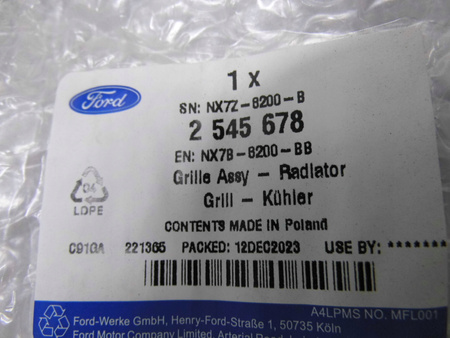 1 x
Ford
SN: NX7Z-8200-B
2 545 678
EN: NX7B-8200-BB
Grille Assy - Radiator
Grill - Kühler
04
LDPE
CONTENTS MADE IN Poland
C91GA 221365 PACKED: 12DEC2023 USE BY: *******
A4LPMS NO. MFL001
Ford-Werke GmbH, Henry-Ford-Straße 1, 50735 Köln
Ford Motor Company Limited, Arterial Road